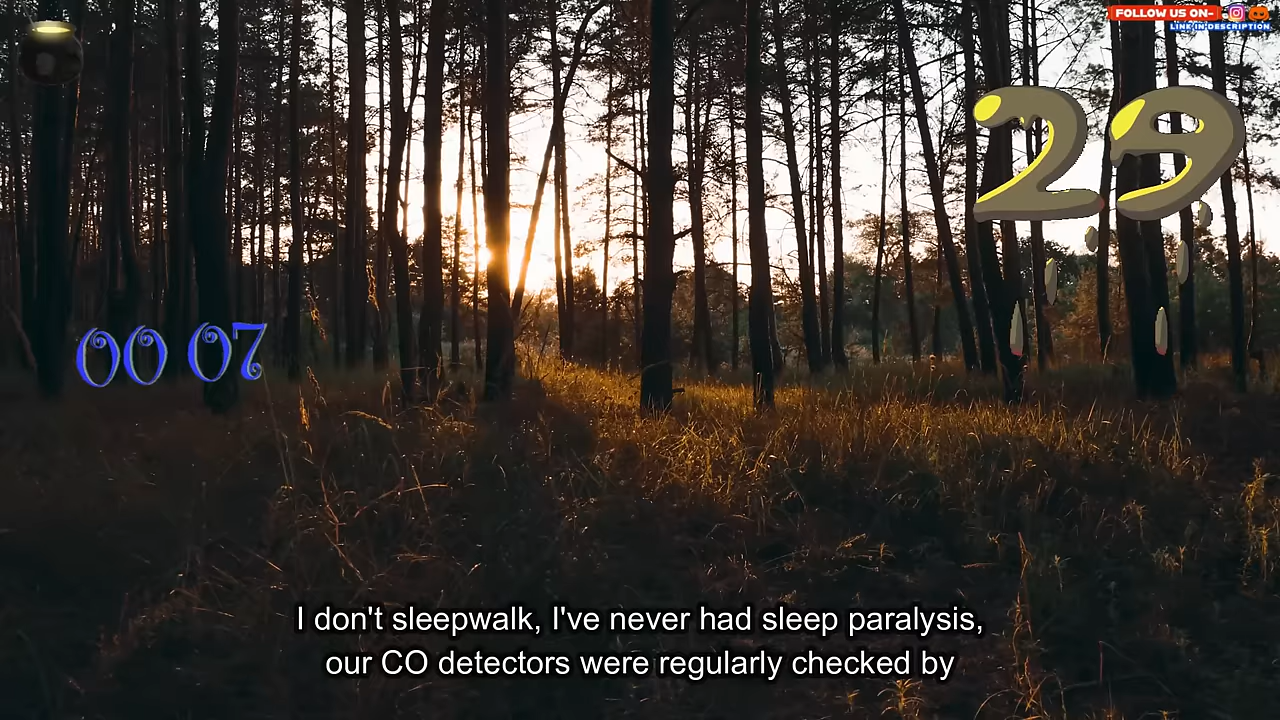 FOLLOW US ON-
LINK IN DESCRIPTION
29
00 07
I don't sleepwalk, I've never had sleep paralysis,
our CO detectors were regularly checked by